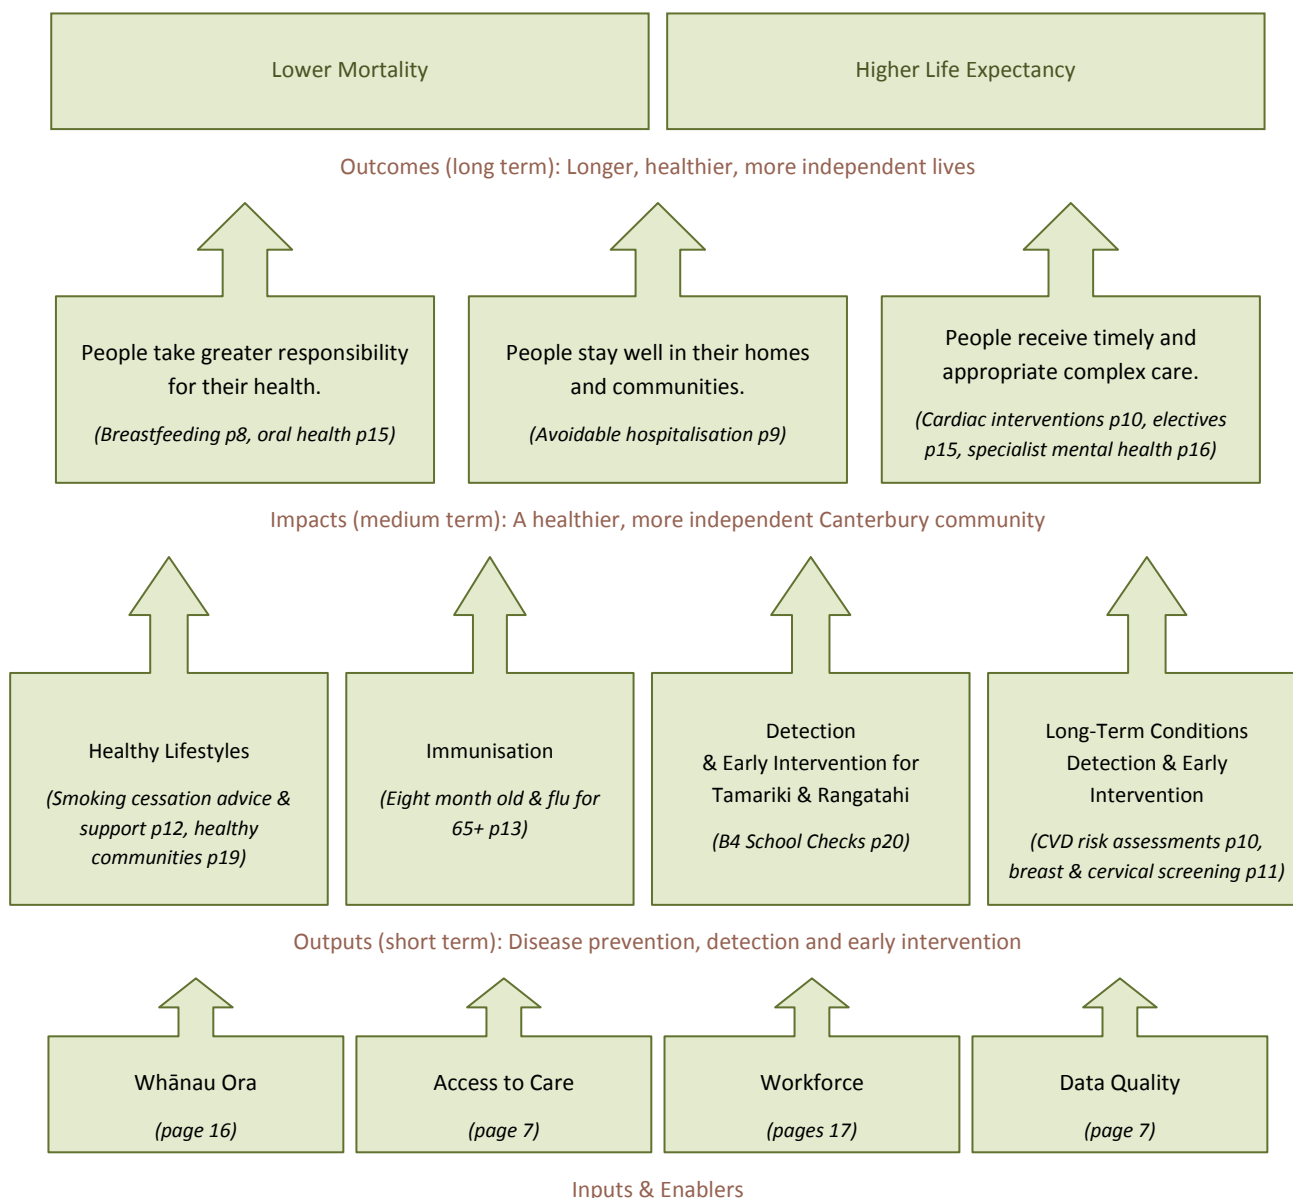 Lower Mortality
Higher Life Expectancy
Outcomes (long term): Longer, healthier, more independent lives
People take greater responsibility
for their health.
(Breastfeeding p8, oral health p15)
People stay well in their homes
and communities.
(Avoidable hospitalisation p9)
People receive timely and
appropriate complex care.
(Cardiac interventions p10, electives
p15, specialist mental health p16)
Impacts (medium term): A healthier, more independent Canterbury community
Healthy Lifestyles
(Smoking cessation advice &
support p12, healthy
communities p19)
Immunisation
(Eight month old & flu for
65+ p13)
Detection
& Early Intervention for
Tamariki & Rangatahi
(B4 School Checks p20)
Long-Term Conditions
Detection & Early
Intervention
(CVD risk assessments p10,
breast & cervical screening p11)
Outputs (short term): Disease prevention, detection and early intervention
Whānau Ora
(page 16)
Access to Care
(page 7)
Workforce
(pages 17)
Data Quality
(page 7)
Inputs & Enablers